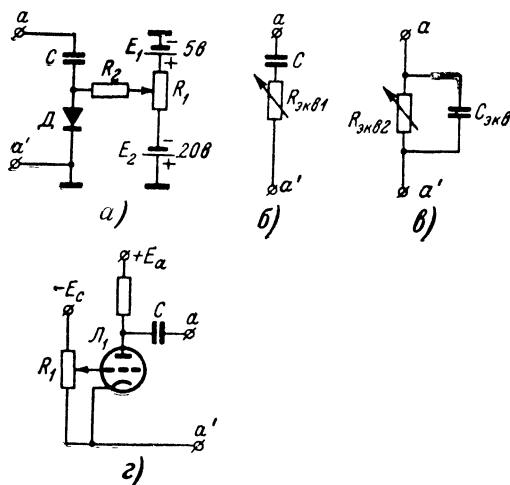 a
C
R₂
Д
a'
E₁
−
+
5в
R₁
E₂
−
+
20в
а)
a
C
Rэкв1
a'
б)
a
Rэкв2
Cэкв
a'
в)
+Ea
−Ec
Л₁
C
a
R₁
a'
г)